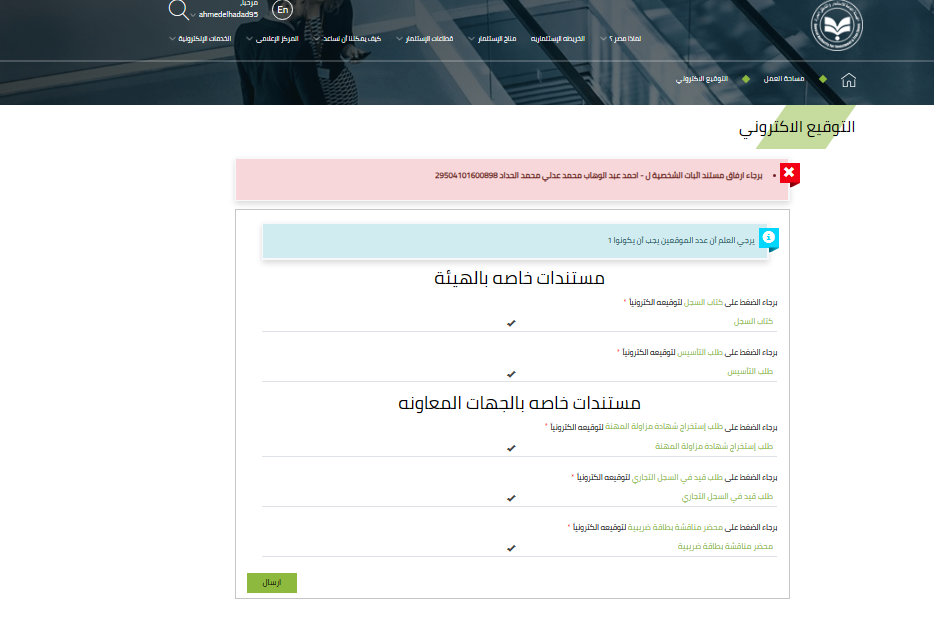 مرحبا,
ahmedelhadad95
En
لماذا مصر ؟
الخريطه الإستثماريه
مناخ الإستثمار
قطاعات الإستثمار
كيف يمكننا أن نساعد.
المركز الإعلامي
الخدمات الإلكترونية
مساحة العمل
التوقيع الاكتروني
التوقيع الاكتروني
برجاء ارفاق مستند اثبات الشخصية ل - احمد عبد الوهاب محمد عدلي محمد الحداد 29504101600898
يرجي العلم أن عدد الموقعين يجب أن يكونوا 1
مستندات خاصه بالهيئة
برجاء الضغط على كتاب السجل لتوقيعه الكترونياً *
كتاب السجل
برجاء الضغط على طلب التأسيس لتوقيعه الكترونياً *
طلب التأسيس
مستندات خاصه بالجهات المعاونه
برجاء الضغط على طلب إستخراج شهادة مزاولة المهنة لتوقيعه الكترونياً *
طلب إستخراج شهادة مزاولة المهنة
برجاء الضغط على طلب قيد في السجل التجاري لتوقيعه الكترونياً *
طلب قيد في السجل التجاري
برجاء الضغط على محضر مناقشة بطاقة ضريبية لتوقيعه الكترونياً *
محضر مناقشة بطاقة ضريبية
ارسال